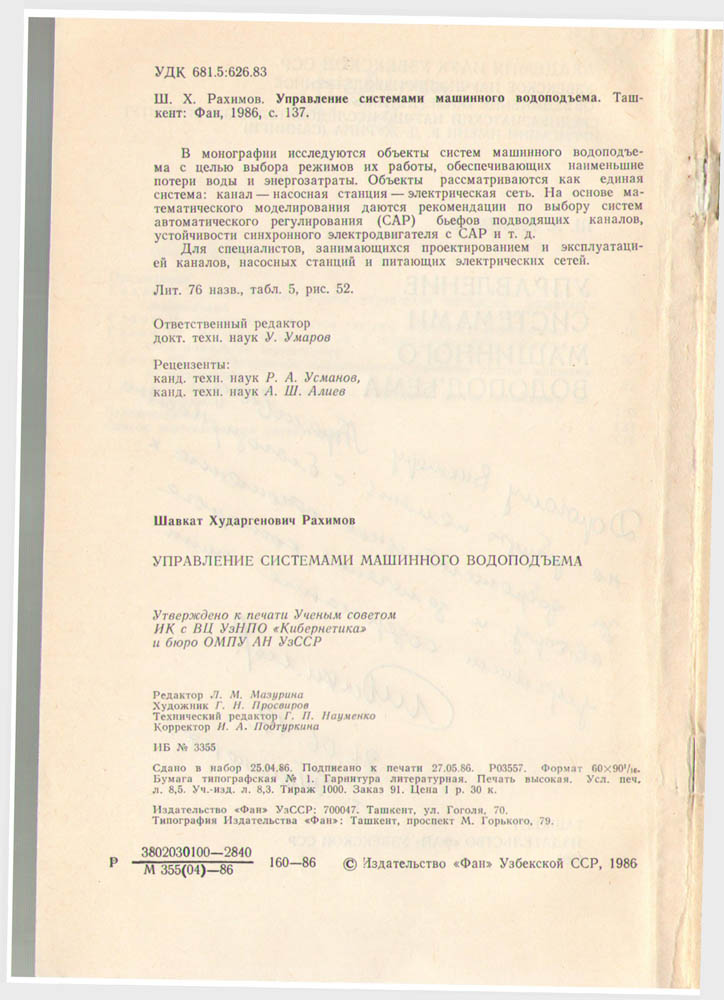 УДК 681.5:626.83
Ш. Х. Рахимов. Управление системами машинного водоподъема. Таш-
кент: Фан, 1986, с. 137.
В монографии исследуются объекты систем машинного водоподъе-
ма с целью выбора режимов их работы, обеспечивающих наименьшие
потери воды и энергозатраты. Объекты рассматриваются как единая
система: канал — насосная станция — электрическая сеть. На основе ма-
тематического моделирования даются рекомендации по выбору систем
автоматического регулирования (САР) бьефов подводящих каналов,
устойчивости синхронного электродвигателя с САР и т. д.
Для специалистов, занимающихся проектированием и эксплуатаци-
ей каналов, насосных станций и питающих электрических сетей.
Лит. 76 назв., табл. 5, рис. 52.
Ответственный редактор
докт. техн. наук У. Умаров
Рецензенты:
канд. техн. наук Р. А. Усманов,
канд. техн. наук А. Ш. Алиев
Шавкат Хударгенович Рахимов
УПРАВЛЕНИЕ СИСТЕМАМИ МАШИННОГО ВОДОПОДЪЕМА
Утверждено к печати Ученым советом
ИК с ВЦ УзНПО «Кибернетика»
и бюро ОМПУ АН УзССР
Редактор Л. М. Мазурина
Художник Г. Н. Просвиров
Технический редактор Г. П. Науменко
Корректор И. А. Подтуркина
ИБ № 3355
Сдано в набор 25.04.86. Подписано к печати 27.05.86. Р03557. Формат 60×90¹/₁₆.
Бумага типографская № 1. Гарнитура литературная. Печать высокая. Усл. печ.
л. 8,5. Уч.-изд. л. 8,3. Тираж 1000. Заказ 91. Цена 1 р. 30 к.
Издательство «Фан» УзССР: 700047. Ташкент, ул. Гоголя, 70.
Типография Издательства «Фан»: Ташкент, проспект М. Горького, 79.
Р 3802030100—2840 / М 355(04)—86 160—86 © Издательство «Фан» Узбекской ССР, 1986